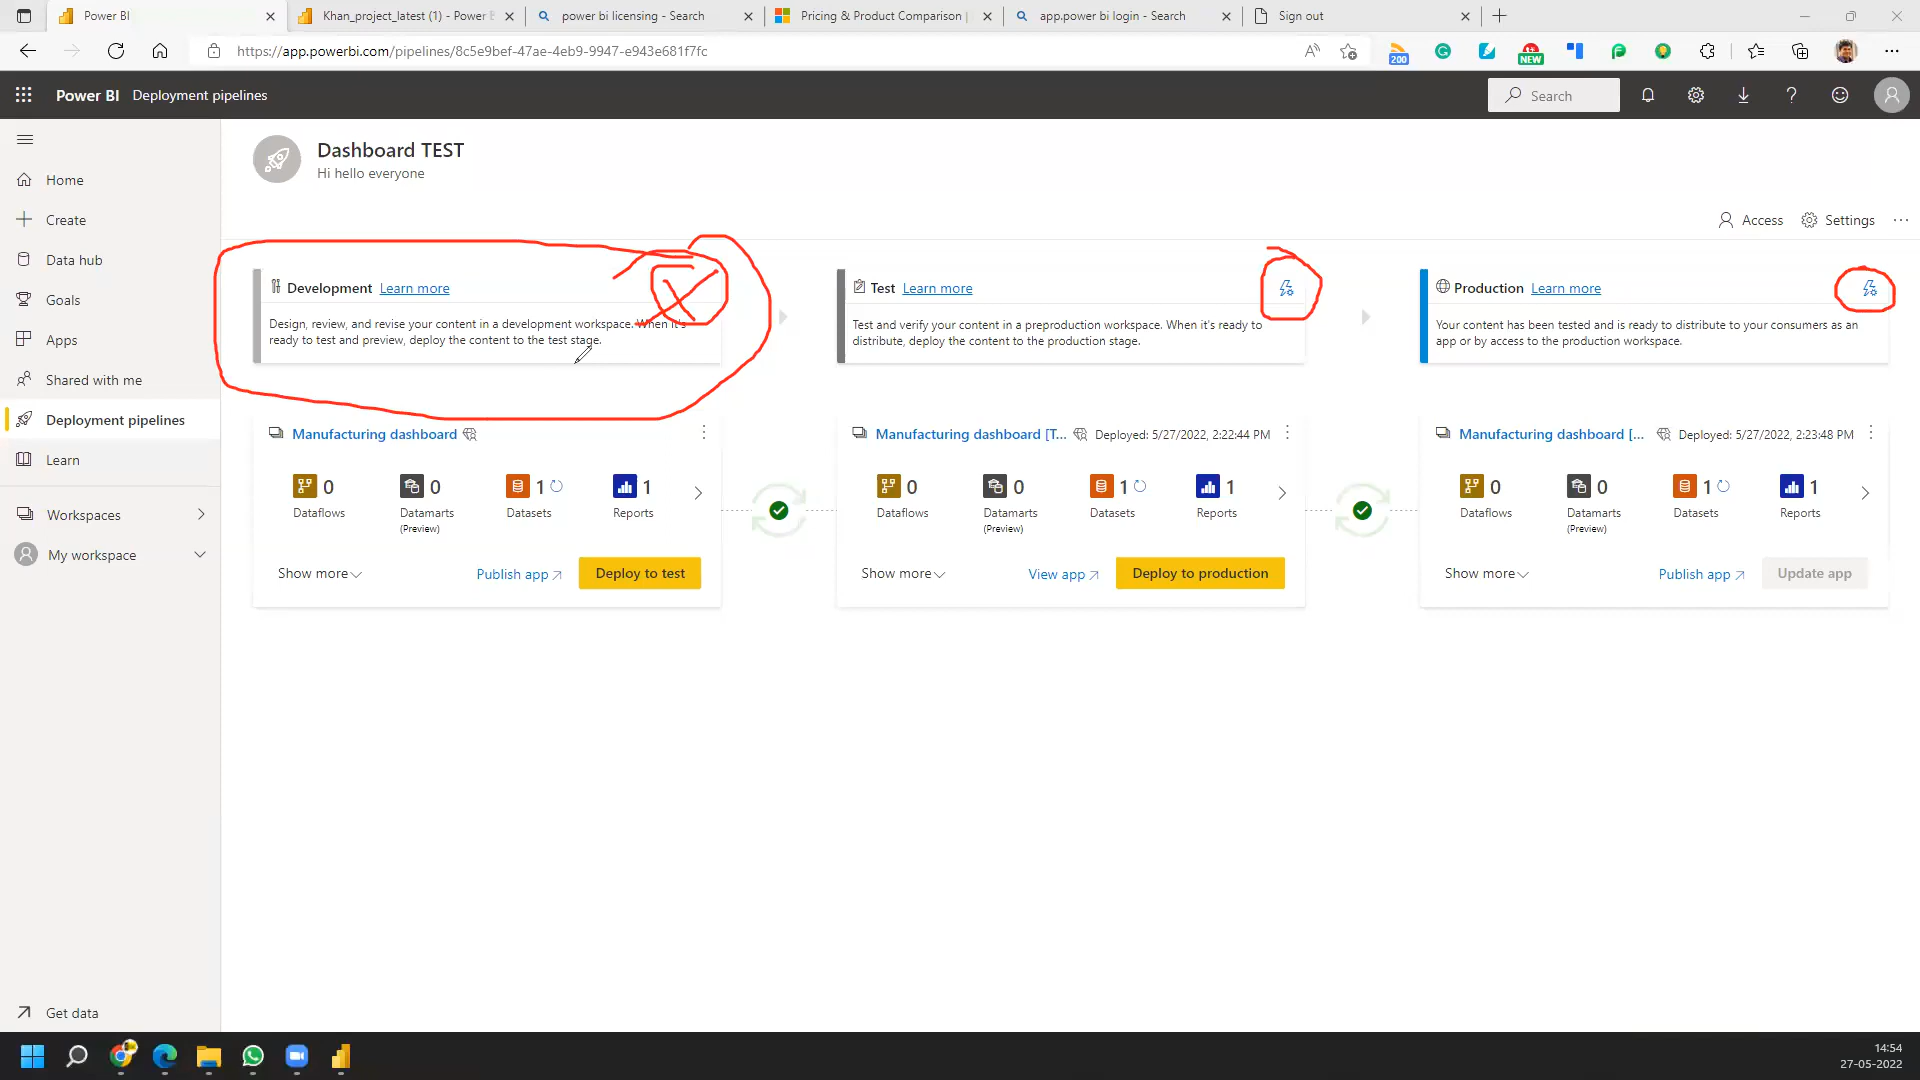 Power BI
Khan_project_latest (1) - Power B
power bi licensing - Search
Pricing & Product Comparison |
app.power bi login - Search
Sign out
https://app.powerbi.com/pipelines/8c5e9bef-47ae-4eb9-9947-e943e681f7fc
200
NEW
Power BI Deployment pipelines
Search
Dashboard TEST
Hi hello everyone
Home
Create
Data hub
Goals
Apps
Shared with me
Deployment pipelines
Learn
Workspaces
My workspace
Get data
Access
Settings
Development Learn more
Design, review, and revise your content in a development workspace. When it's
ready to test and preview, deploy the content to the test stage.
Test Learn more
Test and verify your content in a preproduction workspace. When it's ready to
distribute, deploy the content to the production stage.
Production Learn more
Your content has been tested and is ready to distribute to your consumers as an
app or by access to the production workspace.
Manufacturing dashboard
0 0 1 1
Dataflows Datamarts Datasets Reports
(Preview)
Show more Publish app Deploy to test
Manufacturing dashboard [T... Deployed: 5/27/2022, 2:22:44 PM
0 0 1 1
Dataflows Datamarts Datasets Reports
(Preview)
Show more View app Deploy to production
Manufacturing dashboard [... Deployed: 5/27/2022, 2:23:48 PM
0 0 1 1
Dataflows Datamarts Datasets Reports
(Preview)
Show more Publish app Update app
14:54
27-05-2022